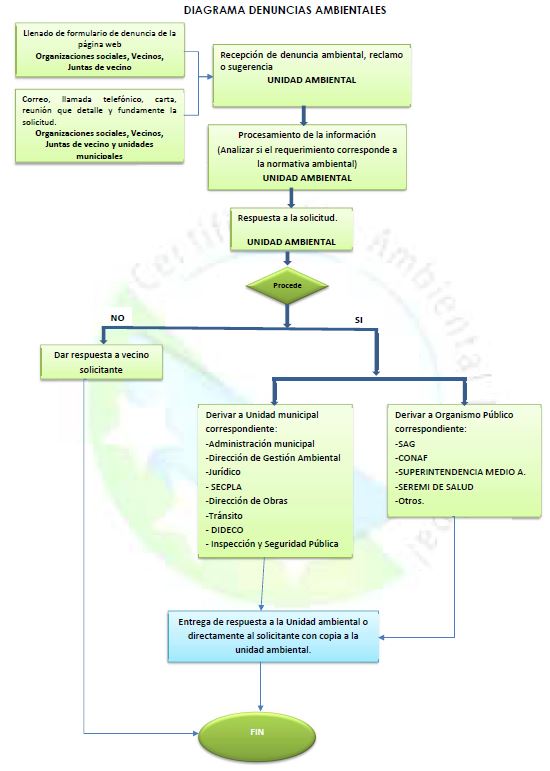 DIAGRAMA DENUNCIAS AMBIENTALES
Llenado de formulario de denuncia de la
página web
Organizaciones sociales, Vecinos,
Juntas de vecino
Correo, llamada telefónico, carta,
reunión que detalle y fundamente la
solicitud.
Organizaciones sociales, Vecinos,
Juntas de vecino y unidades
municipales
Recepción de denuncia ambiental, reclamo
o sugerencia
UNIDAD AMBIENTAL
Procesamiento de la información
(Analizar si el requerimiento corresponde a
la normativa ambiental)
UNIDAD AMBIENTAL
Respuesta a la solicitud.
UNIDAD AMBIENTAL
Procede
NO
SI
Dar respuesta a vecino
solicitante
Derivar a Unidad municipal
correspondiente:
-Administración municipal
-Dirección de Gestión Ambiental
-Jurídico
- SECPLA
-Dirección de Obras
-Tránsito
- DIDECO
- Inspección y Seguridad Pública
Derivar a Organismo Público
correspondiente:
-SAG
-CONAF
-SUPERINTENDENCIA MEDIO A.
-SEREMI DE SALUD
-Otros.
Entrega de respuesta a la Unidad ambiental o
directamente al solicitante con copia a la
unidad ambiental.
FIN
Ambiental